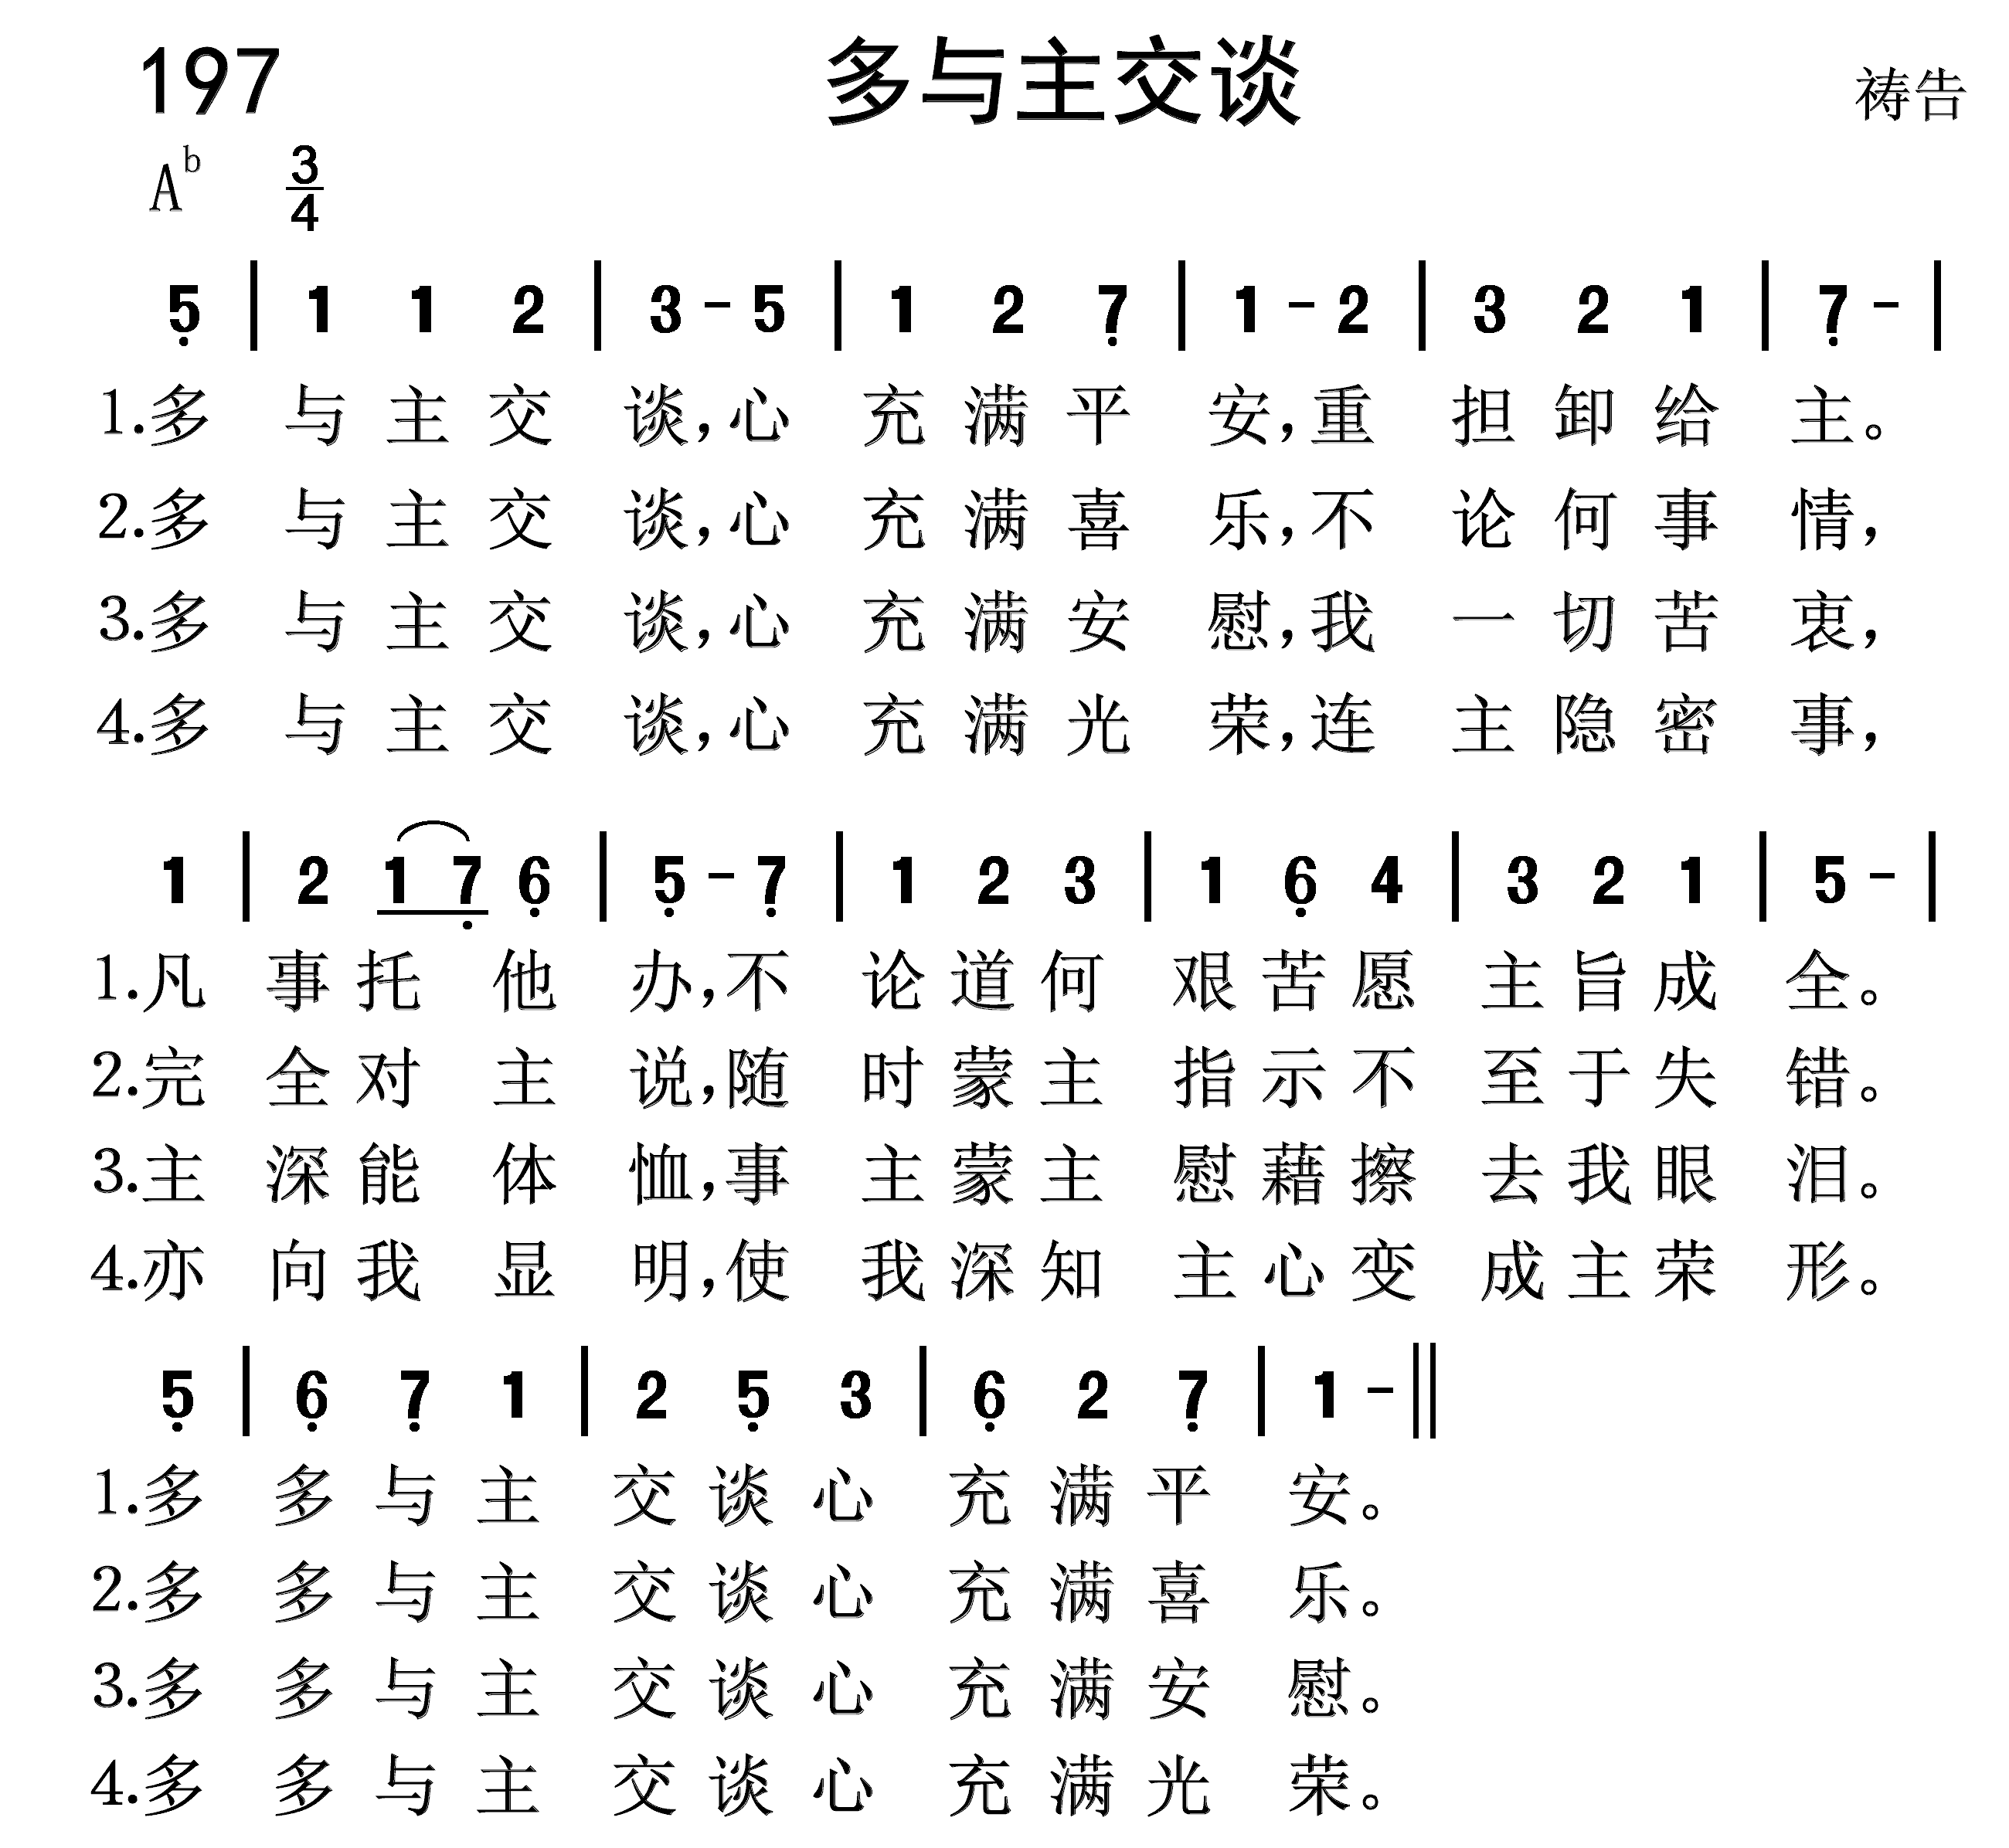 197 多与主交谈 祷告
A♭ 3/4
5̣ | 1 1 2 | 3 - 5 | 1 2 7̣ | 1 - 2 | 3 2 1 | 7̣ - |
1.多 与 主 交 谈,心 充 满 平 安,重 担 卸 给 主。
2.多 与 主 交 谈,心 充 满 喜 乐,不 论 何 事 情,
3.多 与 主 交 谈,心 充 满 安 慰,我 一 切 苦 衷,
4.多 与 主 交 谈,心 充 满 光 荣,连 主 隐 密 事,
1 | 2 1 7̣ 6̣ | 5̣ - 7̣ | 1 2 3 | 1 6̣ 4 | 3 2 1 | 5 - |
1.凡 事 托 他 办,不 论 道 何 艰 苦 愿 主 旨 成 全。
2.完 全 对 主 说,随 时 蒙 主 指 示 不 至 于 失 错。
3.主 深 能 体 恤,事 主 蒙 主 慰 藉 擦 去 我 眼 泪。
4.亦 向 我 显 明,使 我 深 知 主 心 变 成 主 荣 形。
5̣ | 6̣ 7̣ 1 | 2 5̣ 3 | 6̣ 2 7̣ | 1 - ‖
1.多 多 与 主 交 谈 心 充 满 平 安。
2.多 多 与 主 交 谈 心 充 满 喜 乐。
3.多 多 与 主 交 谈 心 充 满 安 慰。
4.多 多 与 主 交 谈 心 充 满 光 荣。